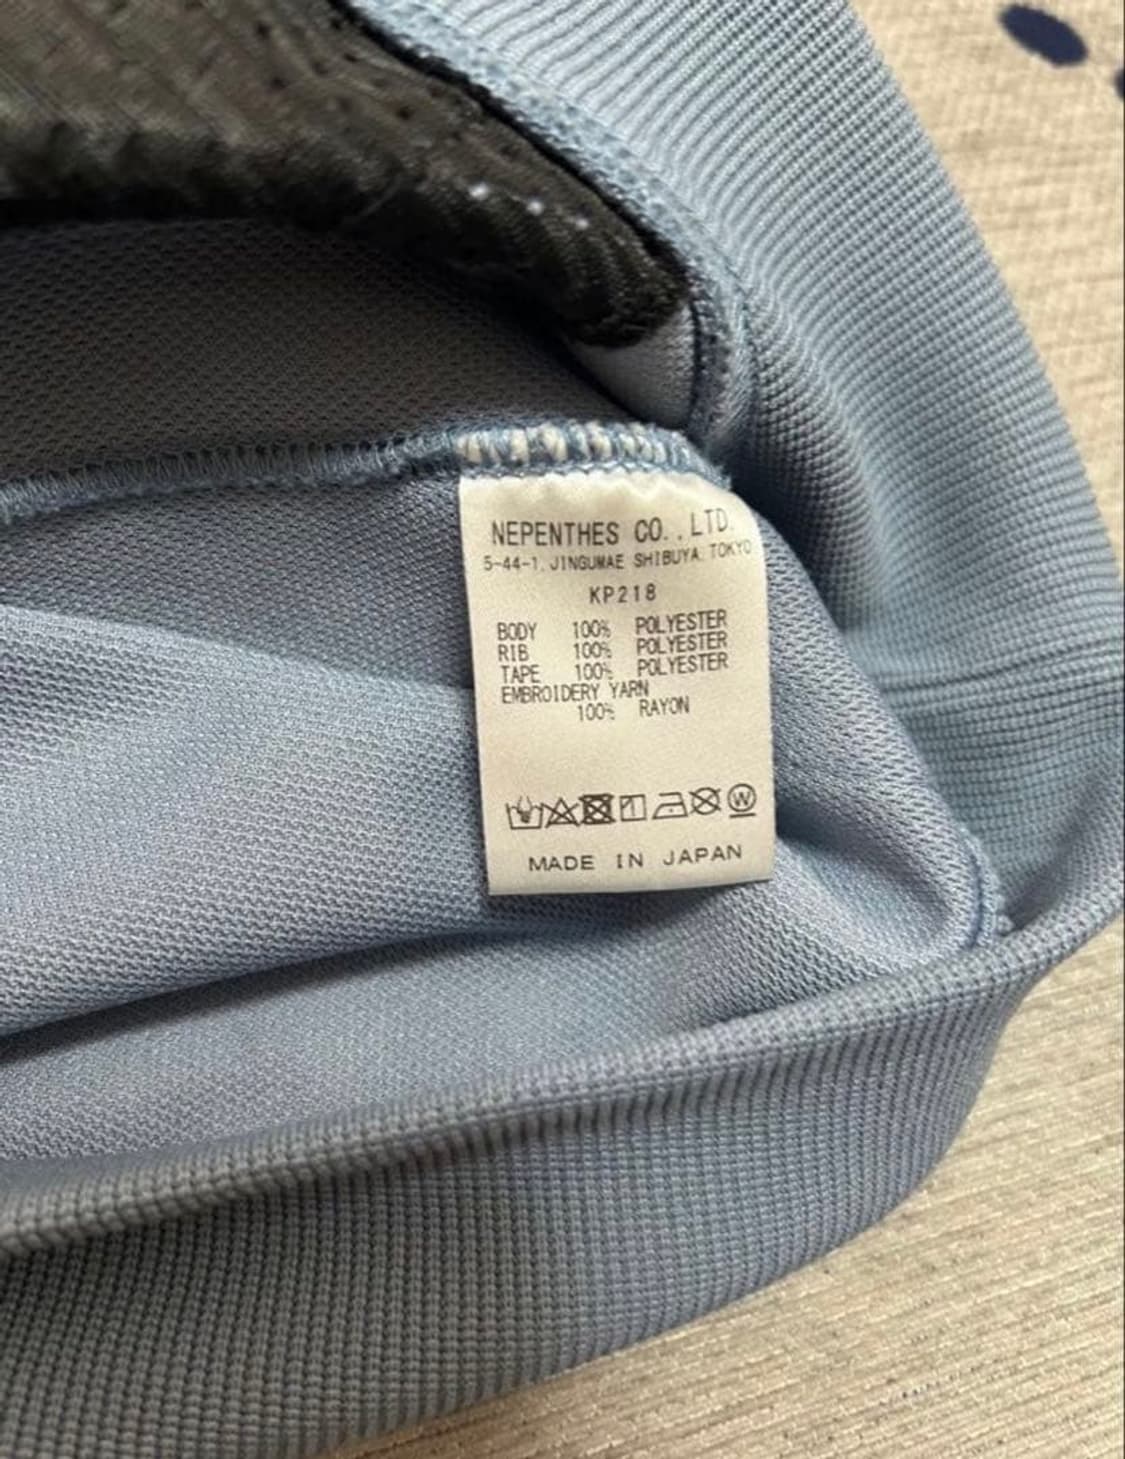 NEPENTHES CO.,LTD.
5-44-1, JINGUMAE SHIBUYA. TOKYO
KP218
BODY 100% POLYESTER
RIB 100% POLYESTER
TAPE 100% POLYESTER
EMBROIDERY YARN
100% RAYON
W
MADE IN JAPAN